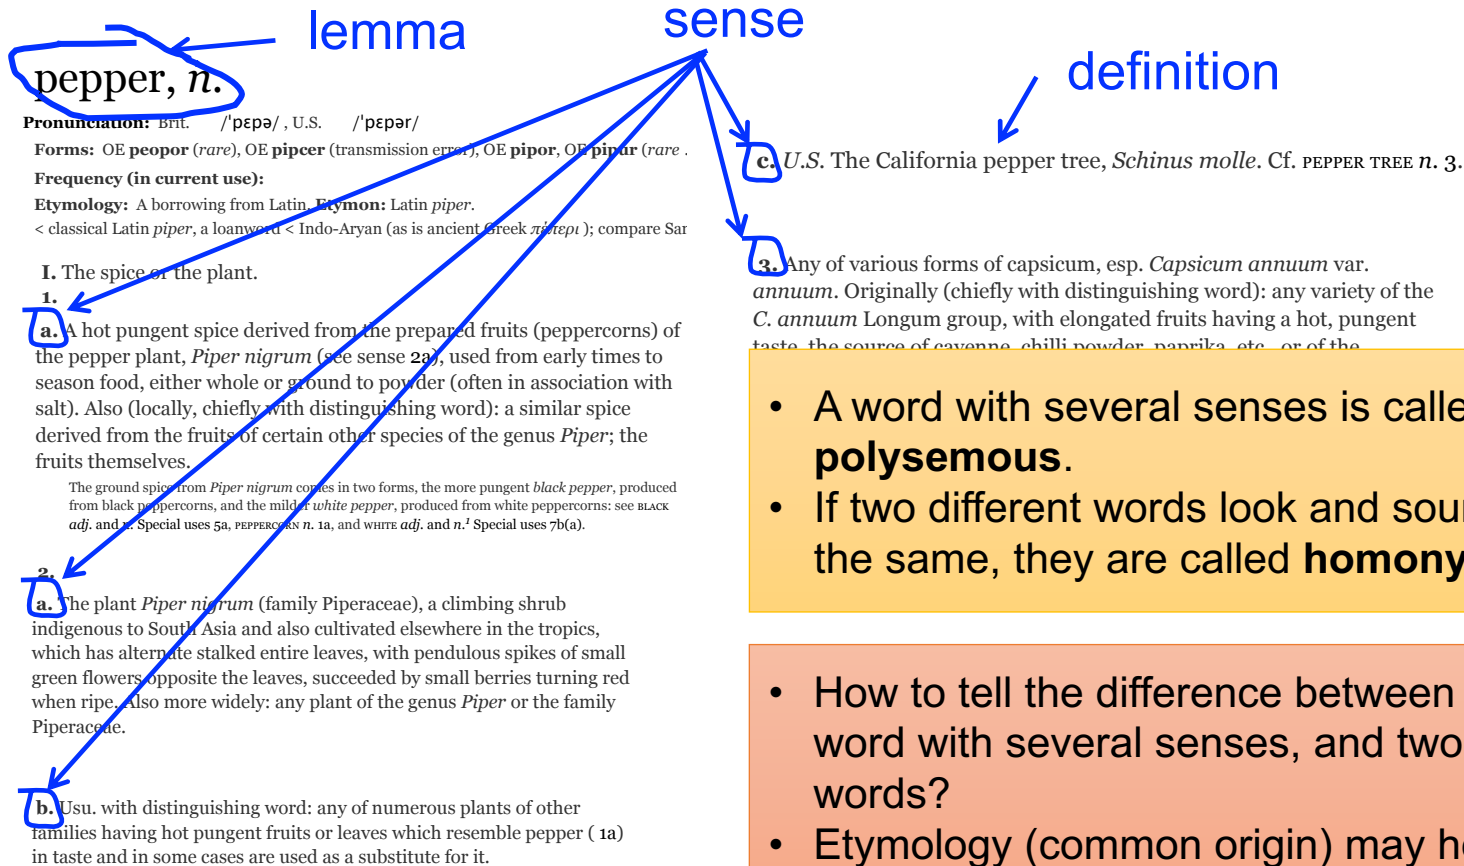 lemma
sense
definition
pepper, n.
Pronunciation: Brit. /ˈpɛpə/ , U.S. /ˈpɛpər/
Forms: OE peopor (rare), OE pipcer (transmission error), OE pipor, OE pipur (rare .
Frequency (in current use):
Etymology: A borrowing from Latin. Etymon: Latin piper.
< classical Latin piper, a loanword < Indo-Aryan (as is ancient Greek πέπερι ); compare Sar
I. The spice or the plant.
1.
a. A hot pungent spice derived from the prepared fruits (peppercorns) of
the pepper plant, Piper nigrum (see sense 2a), used from early times to
season food, either whole or ground to powder (often in association with
salt). Also (locally, chiefly with distinguishing word): a similar spice
derived from the fruits of certain other species of the genus Piper; the
fruits themselves.
The ground spice from Piper nigrum comes in two forms, the more pungent black pepper, produced
from black peppercorns, and the milder white pepper, produced from white peppercorns: see BLACK
adj. and n. Special uses 5a, PEPPERCORN n. 1a, and WHITE adj. and n.¹ Special uses 7b(a).
2.
a. The plant Piper nigrum (family Piperaceae), a climbing shrub
indigenous to South Asia and also cultivated elsewhere in the tropics,
which has alternate stalked entire leaves, with pendulous spikes of small
green flowers opposite the leaves, succeeded by small berries turning red
when ripe. Also more widely: any plant of the genus Piper or the family
Piperaceae.
b. Usu. with distinguishing word: any of numerous plants of other
families having hot pungent fruits or leaves which resemble pepper ( 1a)
in taste and in some cases are used as a substitute for it.
c. U.S. The California pepper tree, Schinus molle. Cf. PEPPER TREE n. 3.
3. Any of various forms of capsicum, esp. Capsicum annuum var.
annuum. Originally (chiefly with distinguishing word): any variety of the
C. annuum Longum group, with elongated fruits having a hot, pungent
taste, the source of cayenne, chilli powder, paprika, etc., or of the
• A word with several senses is calle
polysemous.
• If two different words look and sou
the same, they are called homony
• How to tell the difference between
word with several senses, and two
words?
• Etymology (common origin) may he